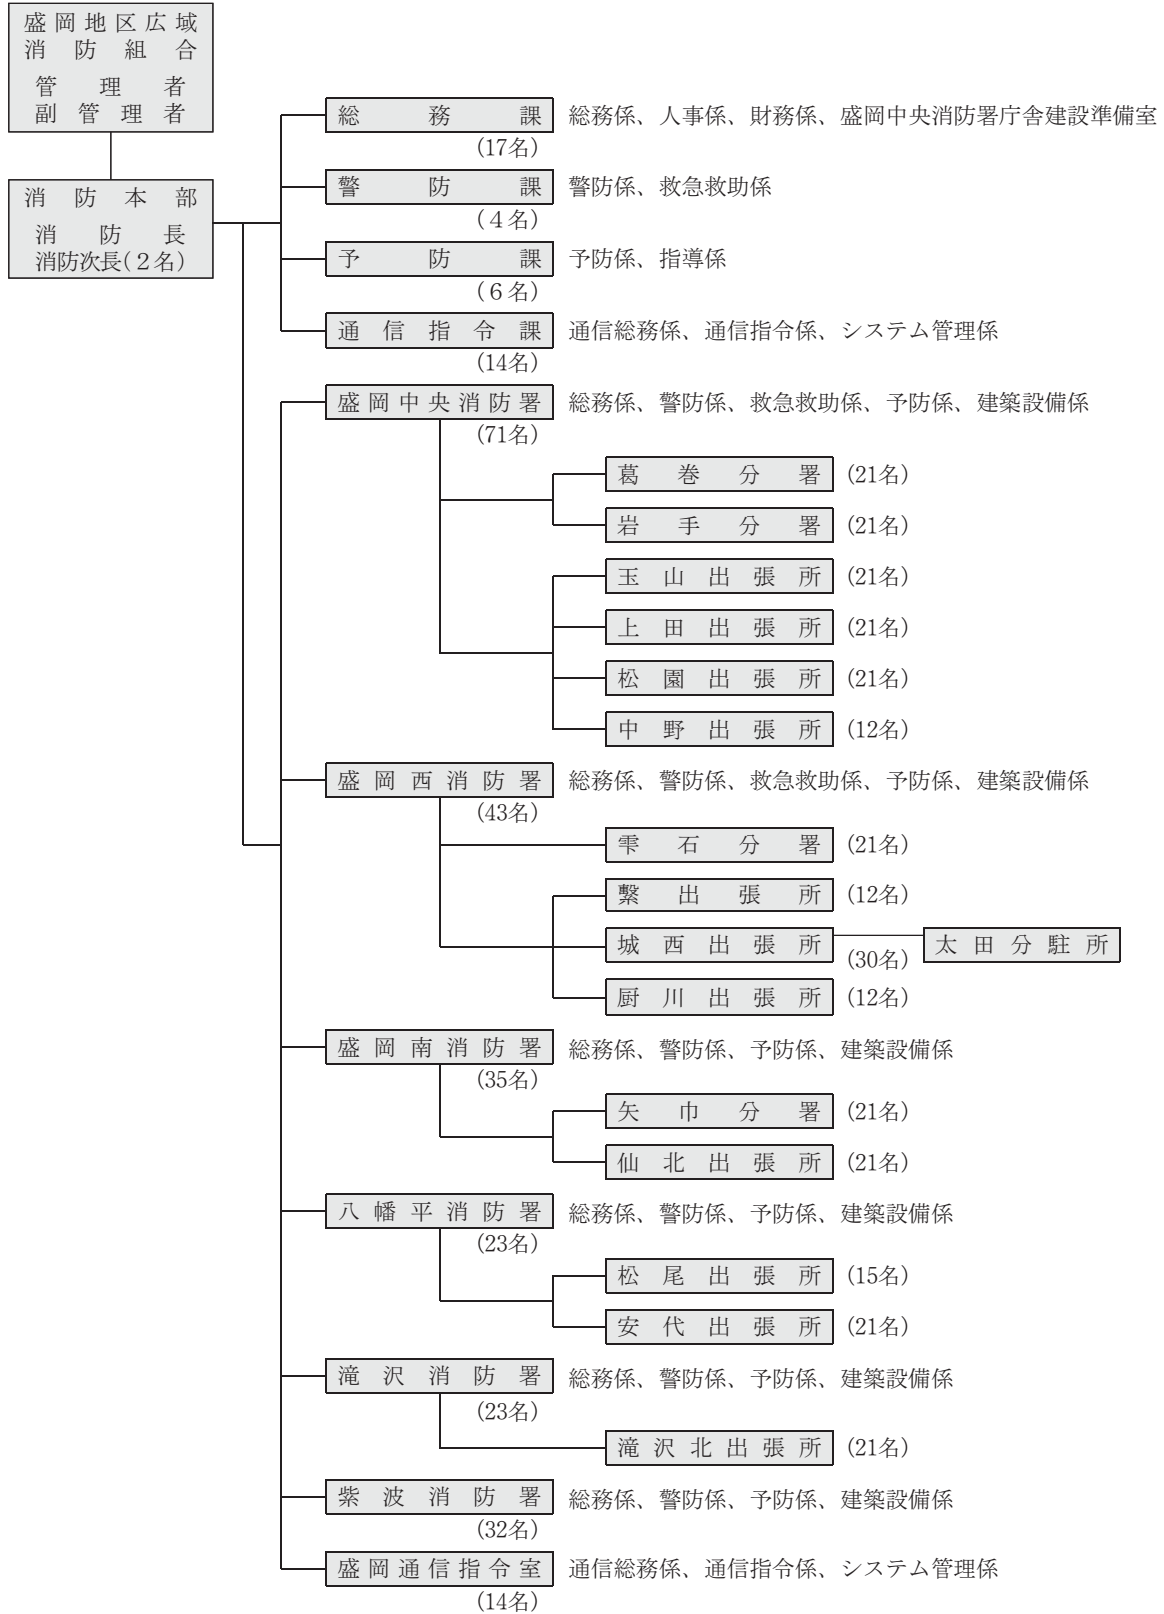 盛岡地区広域
消防組合
管理者
副管理者
消防本部
消防長
消防次長(２名)
総務課 総務係、人事係、財務係、盛岡中央消防署庁舎建設準備室
(17名)
警防課 警防係、救急救助係
(４名)
予防課 予防係、指導係
(６名)
通信指令課 通信総務係、通信指令係、システム管理係
(14名)
盛岡中央消防署 総務係、警防係、救急救助係、予防係、建築設備係
(71名)
葛巻分署 (21名)
岩手分署 (21名)
玉山出張所 (21名)
上田出張所 (21名)
松園出張所 (21名)
中野出張所 (12名)
盛岡西消防署 総務係、警防係、救急救助係、予防係、建築設備係
(43名)
雫石分署 (21名)
繋出張所 (12名)
城西出張所 (30名) 太田分駐所
厨川出張所 (12名)
盛岡南消防署 総務係、警防係、予防係、建築設備係
(35名)
矢巾分署 (21名)
仙北出張所 (21名)
八幡平消防署 総務係、警防係、予防係、建築設備係
(23名)
松尾出張所 (15名)
安代出張所 (21名)
滝沢消防署 総務係、警防係、予防係、建築設備係
(23名)
滝沢北出張所 (21名)
紫波消防署 総務係、警防係、予防係、建築設備係
(32名)
盛岡通信指令室 通信総務係、通信指令係、システム管理係
(14名)